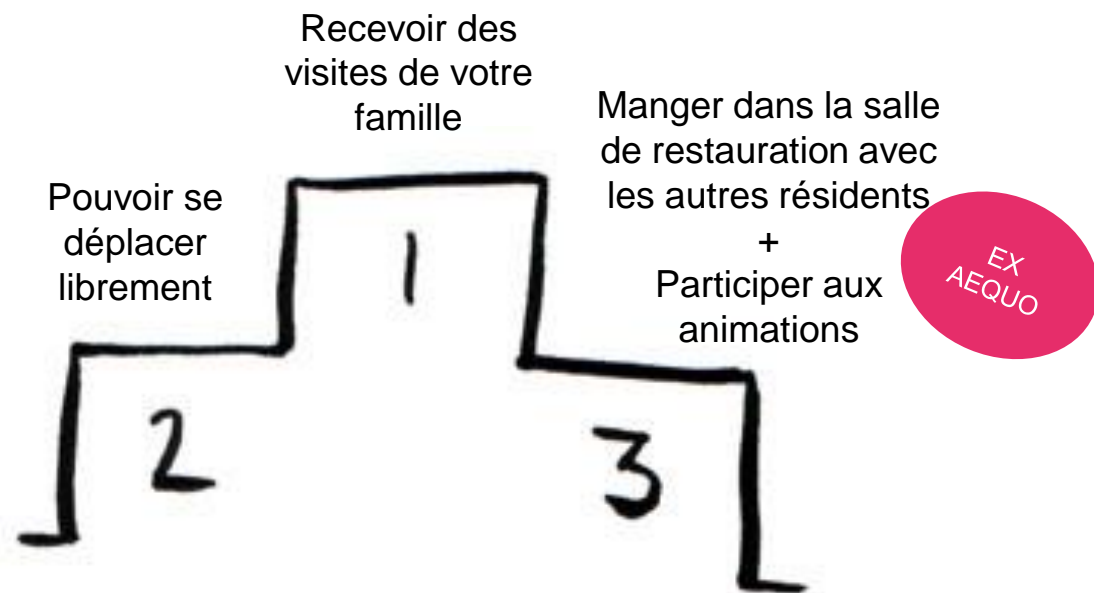 Recevoir des
visites de votre
famille
Manger dans la salle
de restauration avec
les autres résidents
+
Participer aux
animations
EX
AEQUO
Pouvoir se
déplacer
librement
1
2
3